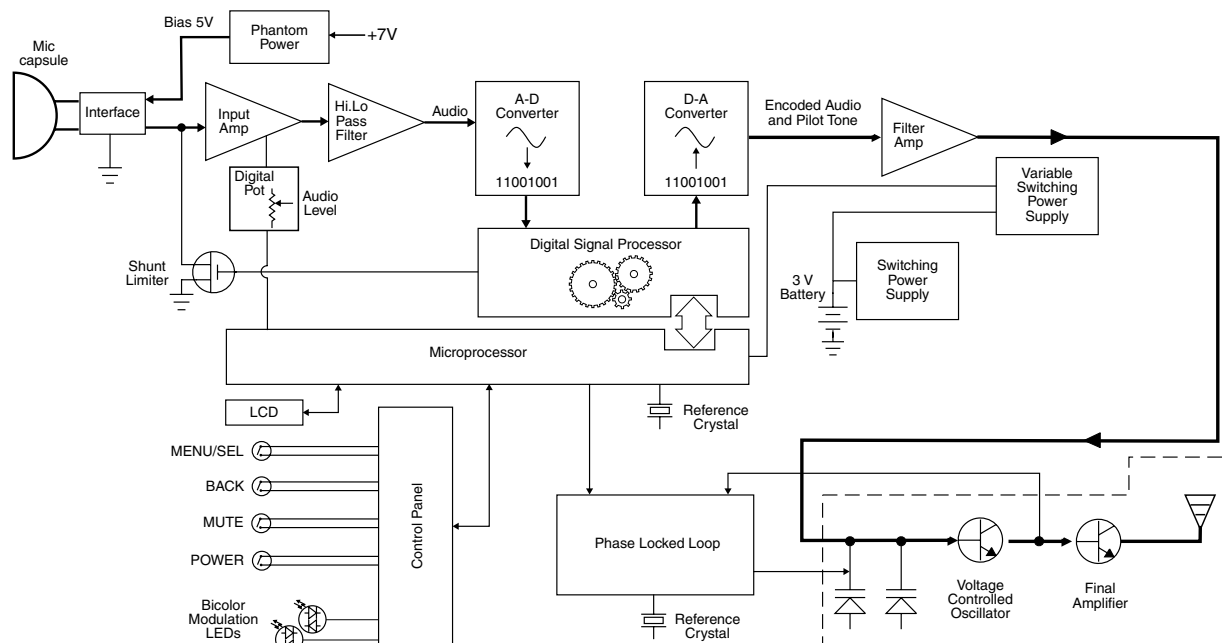 Bias 5V
Phantom
Power
+7V
Mic
capsule
Interface
Input
Amp
Hi.Lo
Pass
Filter
Audio
A-D
Converter
11001001
D-A
Converter
11001001
Encoded Audio
and Pilot Tone
Filter
Amp
Digital
Pot
Audio
Level
Variable
Switching
Power
Supply
Shunt
Limiter
Digital Signal Processor
3 V
Battery
Switching
Power
Supply
Microprocessor
LCD
Reference
Crystal
MENU/SEL
BACK
MUTE
POWER
Control Panel
Bicolor
Modulation
LEDs
Phase Locked Loop
Reference
Crystal
Voltage
Controlled
Oscillator
Final
Amplifier